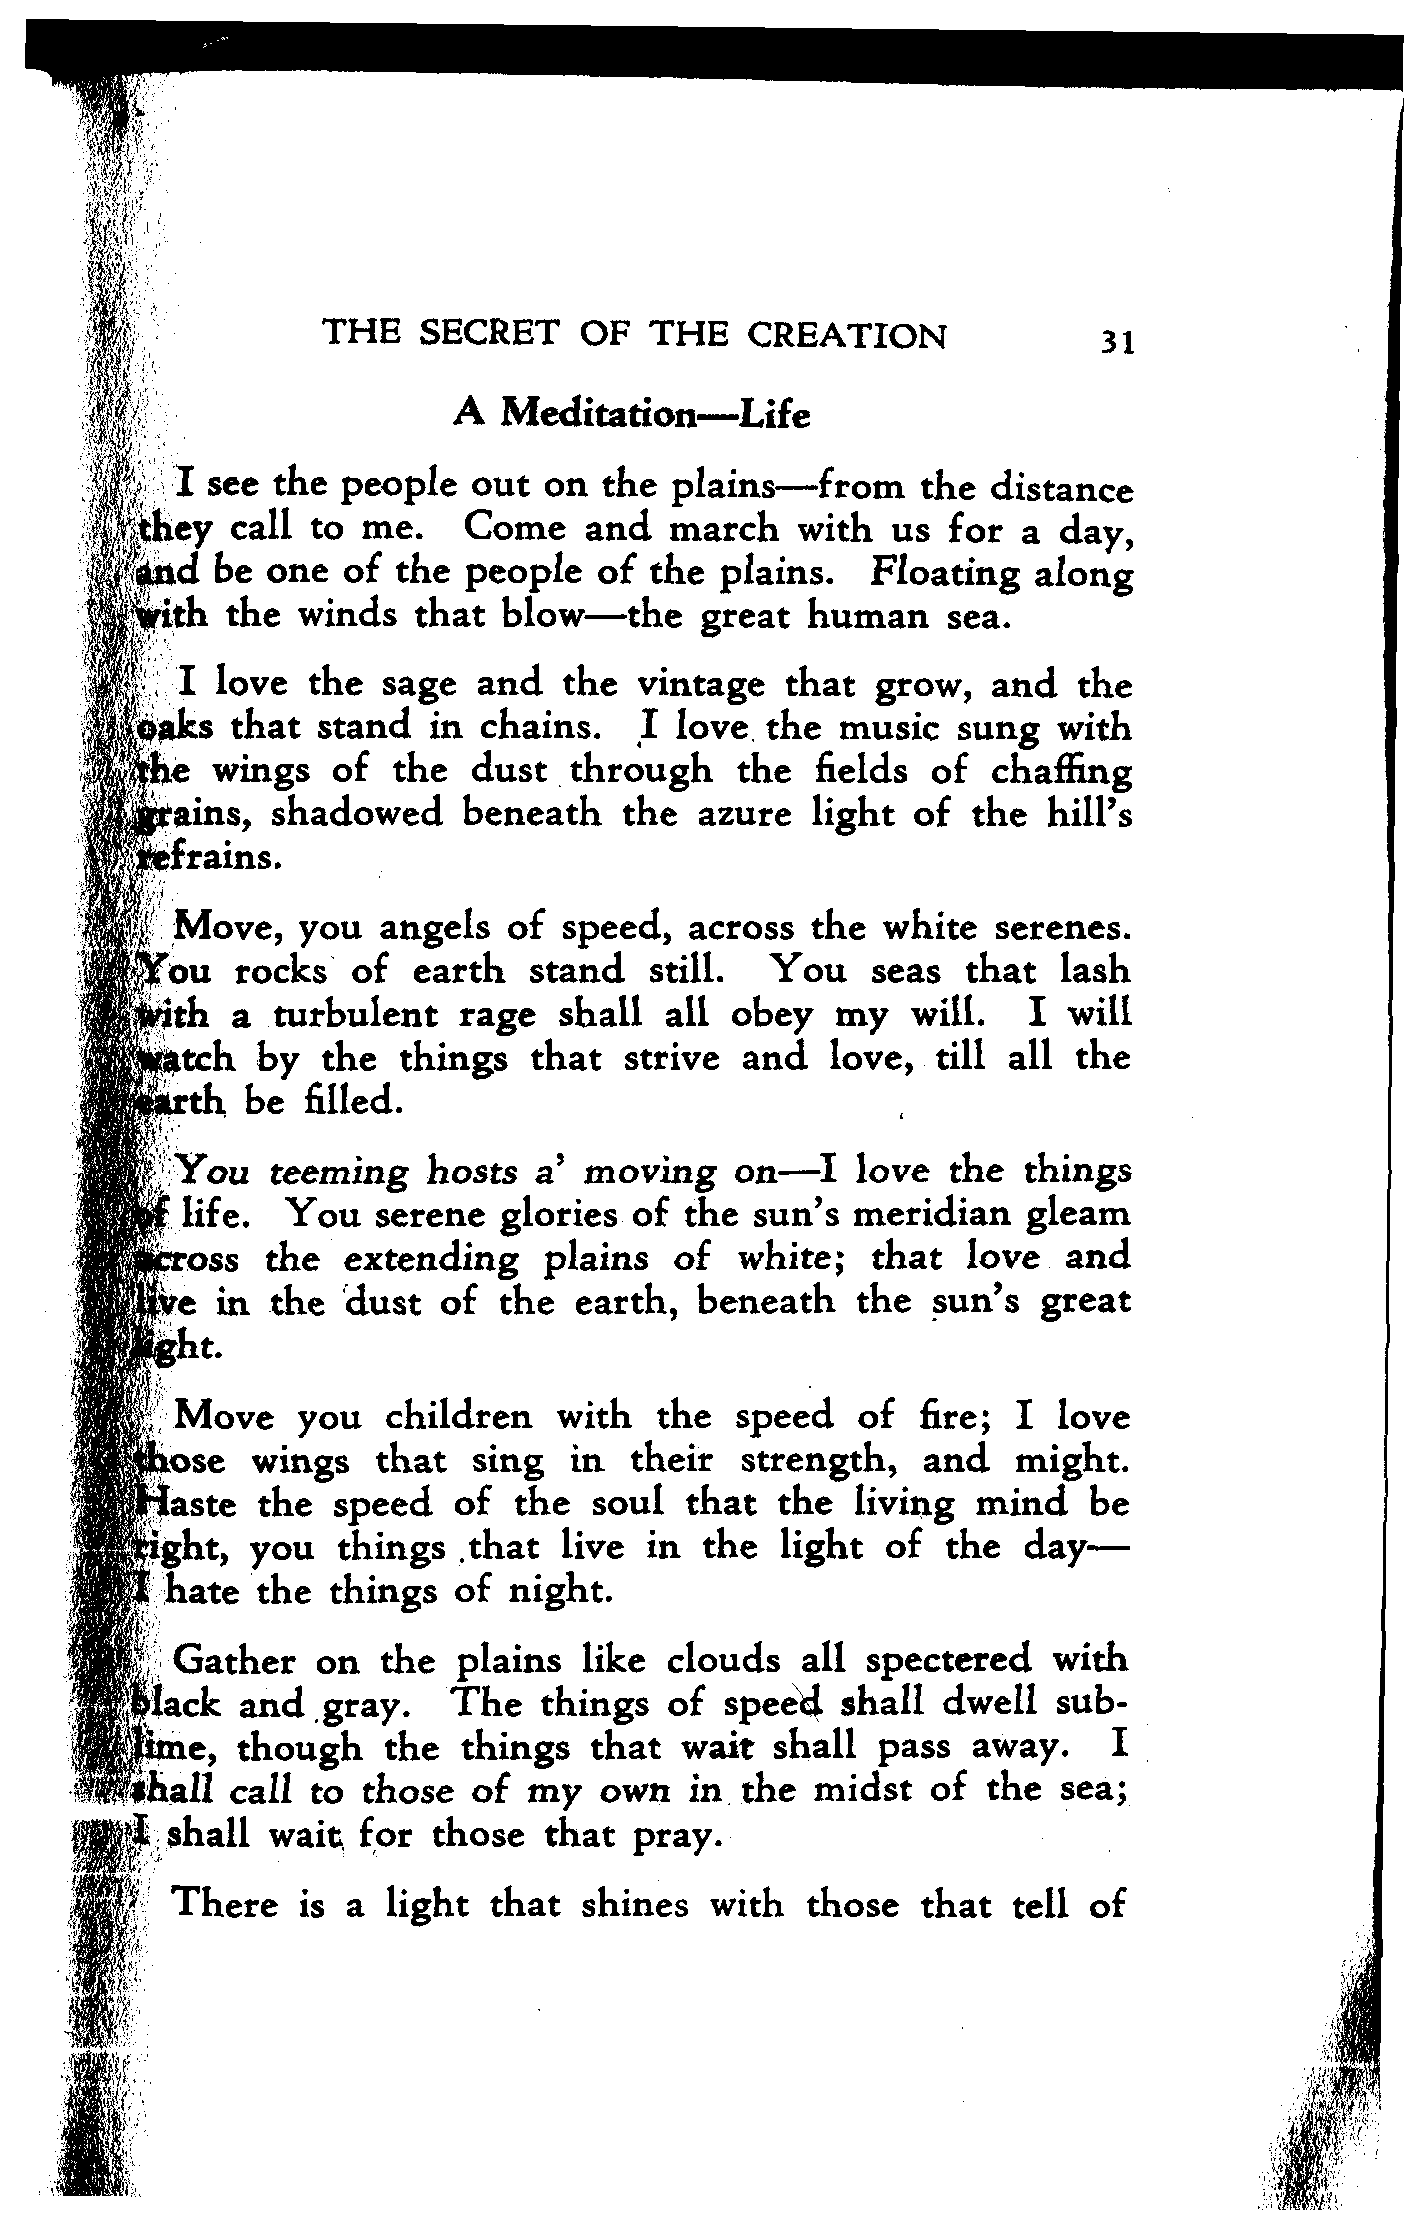 THE SECRET OF THE CREATION 31
A Meditation—Life
I see the people out on the plains—from the distance
they call to me. Come and march with us for a day,
and be one of the people of the plains. Floating along
with the winds that blow—the great human sea.
I love the sage and the vintage that grow, and the
oaks that stand in chains. I love the music sung with
the wings of the dust through the fields of chaffing
grains, shadowed beneath the azure light of the hill's
refrains.
Move, you angels of speed, across the white serenes.
You rocks of earth stand still. You seas that lash
with a turbulent rage shall all obey my will. I will
watch by the things that strive and love, till all the
earth be filled.
You teeming hosts a' moving on—I love the things
of life. You serene glories of the sun's meridian gleam
across the extending plains of white; that love and
live in the dust of the earth, beneath the sun's great
light.
Move you children with the speed of fire; I love
those wings that sing in their strength, and might.
Haste the speed of the soul that the living mind be
right, you things that live in the light of the day—
I hate the things of night.
Gather on the plains like clouds all spectered with
black and gray. The things of speed shall dwell sub-
lime, though the things that wait shall pass away. I
shall call to those of my own in the midst of the sea;
I shall wait for those that pray.
There is a light that shines with those that tell of